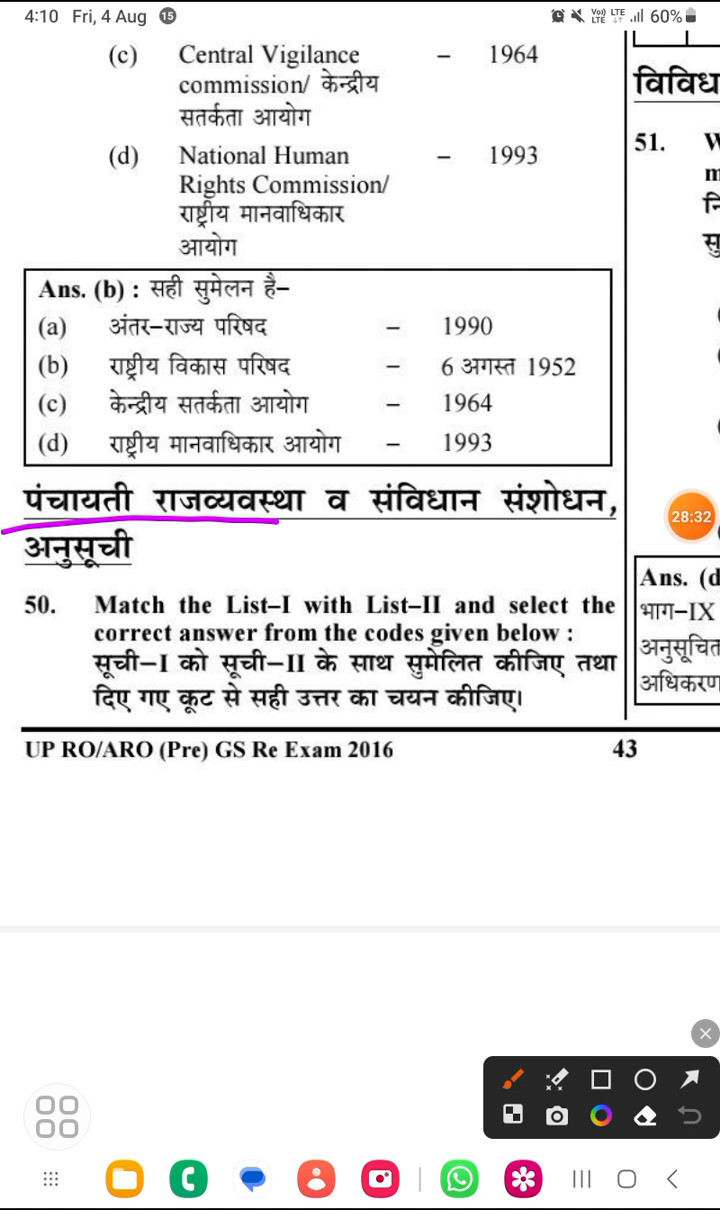 4:10 Fri, 4 Aug 15
Vo) LTE LTE 60%
(c) Central Vigilance – 1964
commission/ केन्द्रीय
सतर्कता आयोग
(d) National Human – 1993
Rights Commission/
राष्ट्रीय मानवाधिकार
आयोग
Ans. (b) : सही सुमेलन है–
(a) अंतर–राज्य परिषद – 1990
(b) राष्ट्रीय विकास परिषद – 6 अगस्त 1952
(c) केन्द्रीय सतर्कता आयोग – 1964
(d) राष्ट्रीय मानवाधिकार आयोग – 1993
पंचायती राजव्यवस्था व संविधान संशोधन,
अनुसूची
50. Match the List–I with List–II and select the
correct answer from the codes given below :
सूची–I को सूची–II के साथ सुमेलित कीजिए तथा
दिए गए कूट से सही उत्तर का चयन कीजिए।
विविध
51.
28:32
Ans. (d
भाग–IX
अनुसूचित
अधिकरण
UP RO/ARO (Pre) GS Re Exam 2016 43